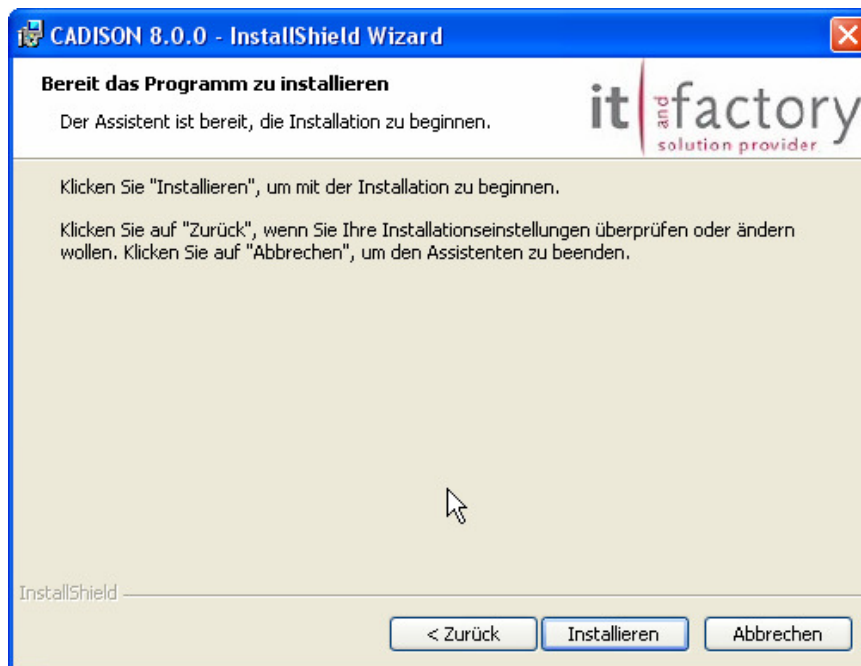 CADISON 8.0.0 - InstallShield Wizard
Bereit das Programm zu installieren
Der Assistent ist bereit, die Installation zu beginnen.
it and factory
solution provider
Klicken Sie "Installieren", um mit der Installation zu beginnen.
Klicken Sie auf "Zurück", wenn Sie Ihre Installationseinstellungen überprüfen oder ändern
wollen. Klicken Sie auf "Abbrechen", um den Assistenten zu beenden.
InstallShield
< Zurück Installieren Abbrechen